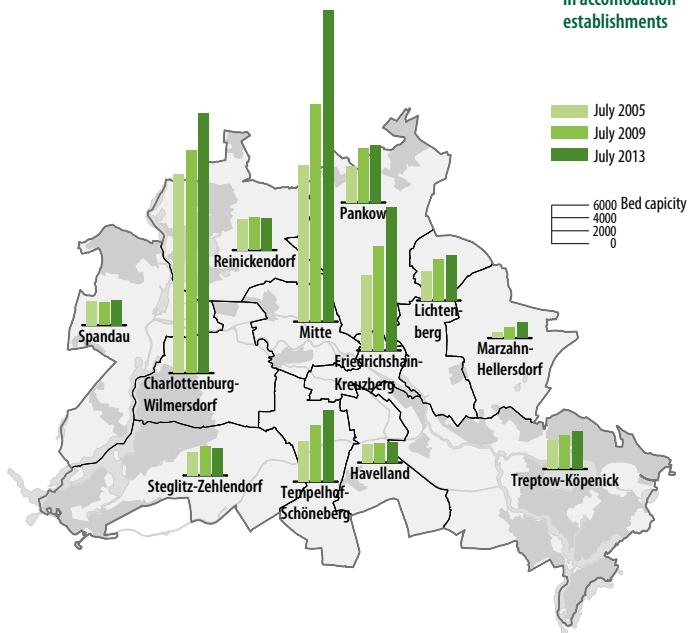 in accomodation
establishments
July 2005
July 2009
July 2013
6000 Bed capicity
4000
2000
0
Pankow
Reinickendorf
Lichten-
berg
Mitte
Spandau
Marzahn-
Hellersdorf
Friedrichshain-
Kreuzberg
Charlottenburg-
Wilmersdorf
Steglitz-Zehlendorf
Tempelhof-
Schöneberg
Havelland
Treptow-Köpenick